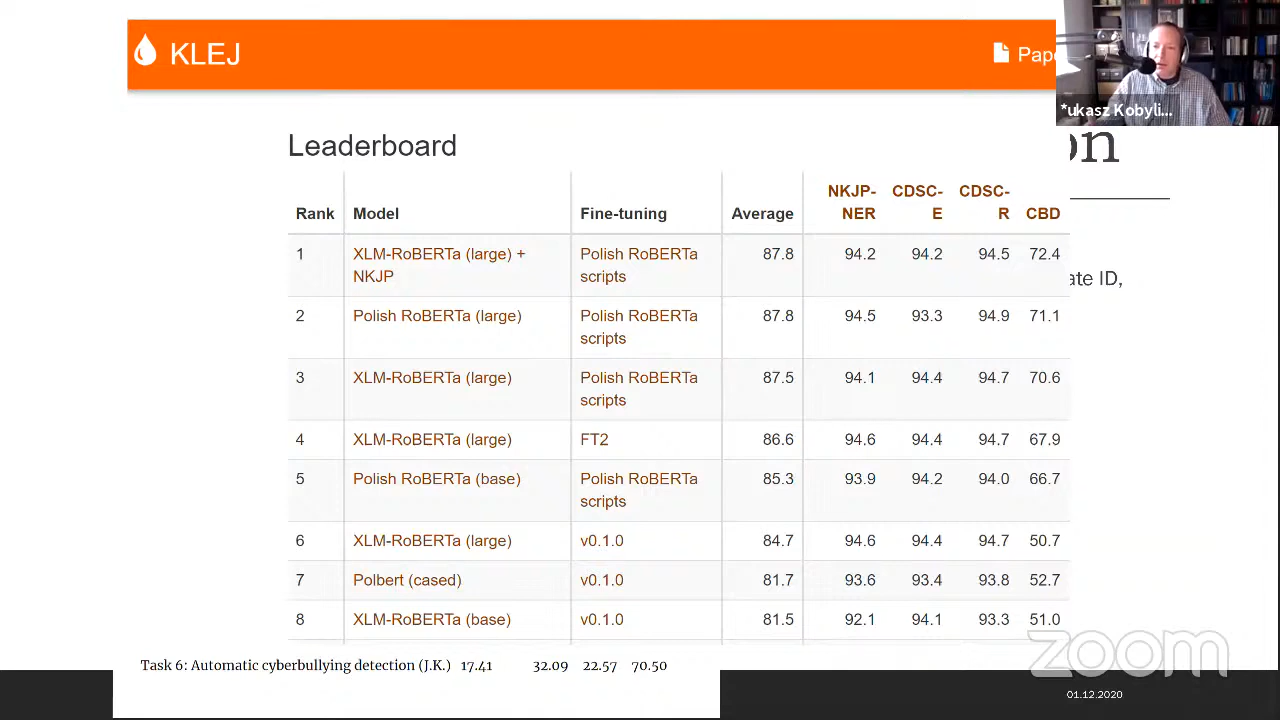 KLEJ
Pape
*ukasz Kobyli...
on
Leaderboard
Rank Model Fine-tuning Average NKJP-NER CDSC-E CDSC-R CBD
1 XLM-RoBERTa (large) + NKJP Polish RoBERTa scripts 87.8 94.2 94.2 94.5 72.4
2 Polish RoBERTa (large) Polish RoBERTa scripts 87.8 94.5 93.3 94.9 71.1
3 XLM-RoBERTa (large) Polish RoBERTa scripts 87.5 94.1 94.4 94.7 70.6
4 XLM-RoBERTa (large) FT2 86.6 94.6 94.4 94.7 67.9
5 Polish RoBERTa (base) Polish RoBERTa scripts 85.3 93.9 94.2 94.0 66.7
6 XLM-RoBERTa (large) v0.1.0 84.7 94.6 94.4 94.7 50.7
7 Polbert (cased) v0.1.0 81.7 93.6 93.4 93.8 52.7
8 XLM-RoBERTa (base) v0.1.0 81.5 92.1 94.1 93.3 51.0
ate ID,
Task 6: Automatic cyberbullying detection (J.K.) 17.41 32.09 22.57 70.50
zoom
01.12.2020